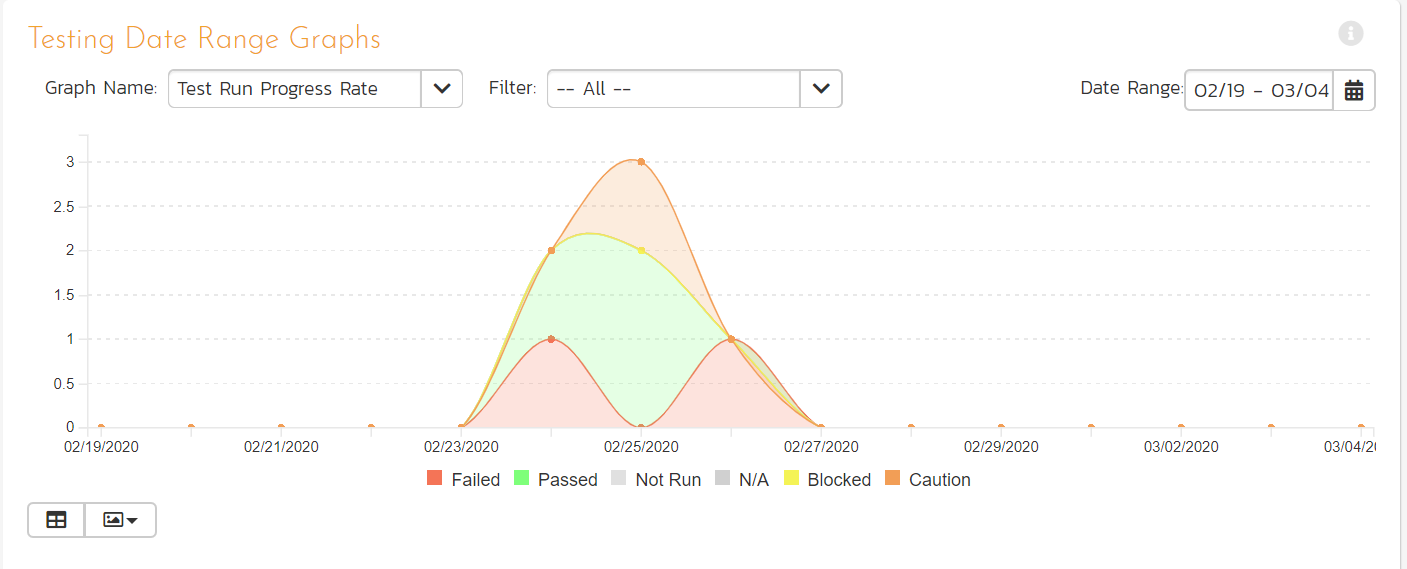 Testing Date Range Graphs
Graph Name: Test Run Progress Rate Filter: -- All -- Date Range: 02/19 - 03/04
3
2.5
2
1.5
1
0.5
0
02/19/2020 02/21/2020 02/23/2020 02/25/2020 02/27/2020 02/29/2020 03/02/2020 03/04/2
Failed Passed Not Run N/A Blocked Caution